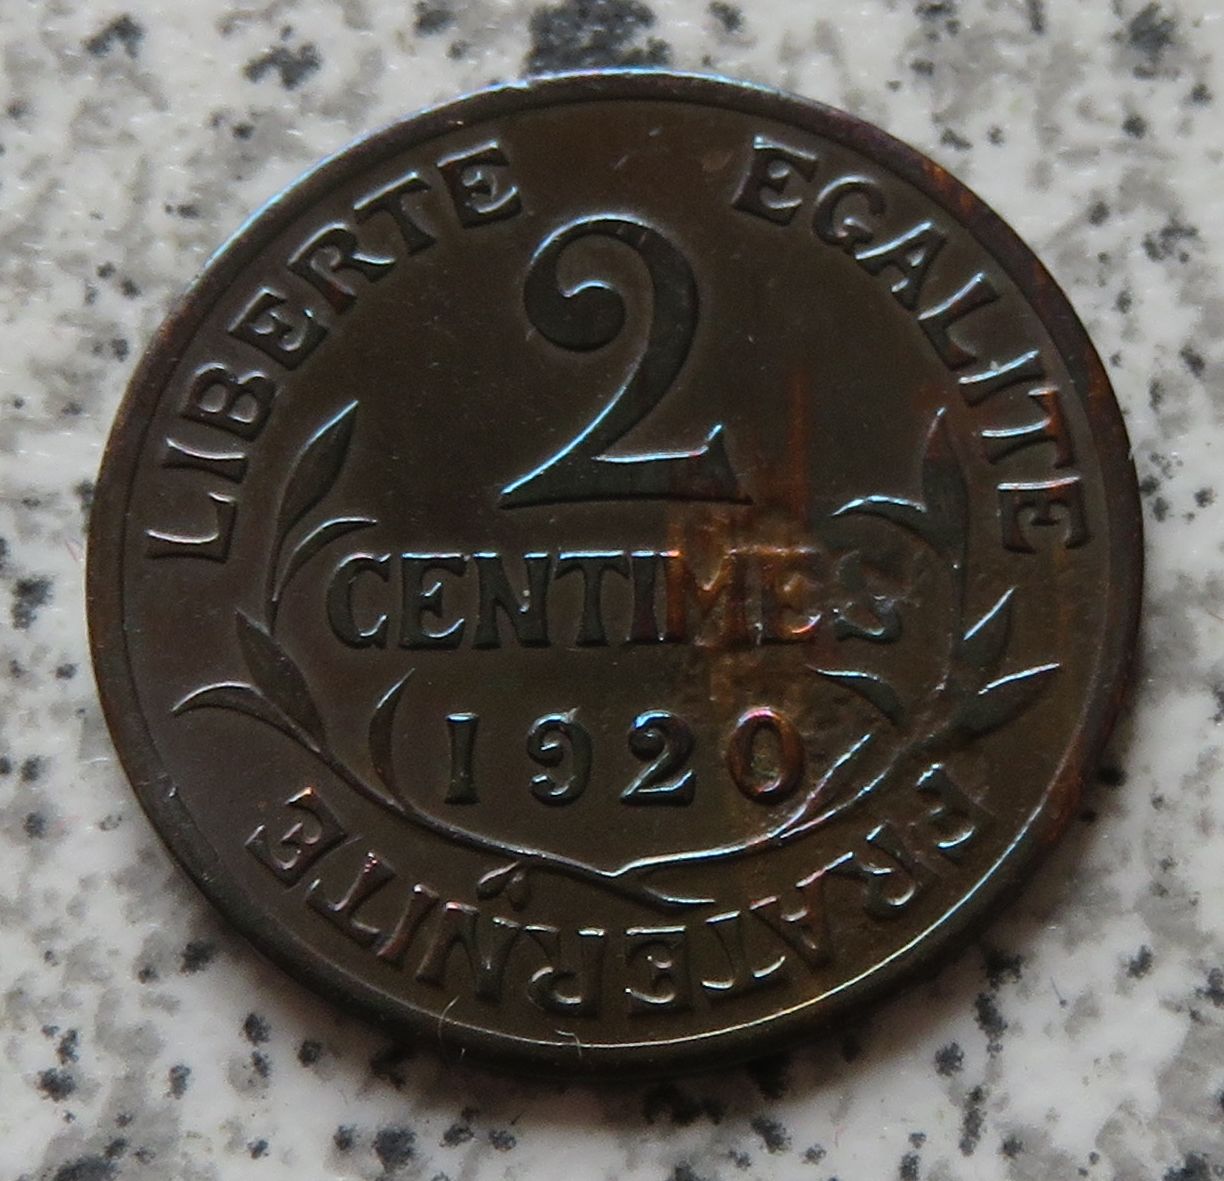 LIBERTE EGALITE
2
CENTIMES
1920
FRATERNITE